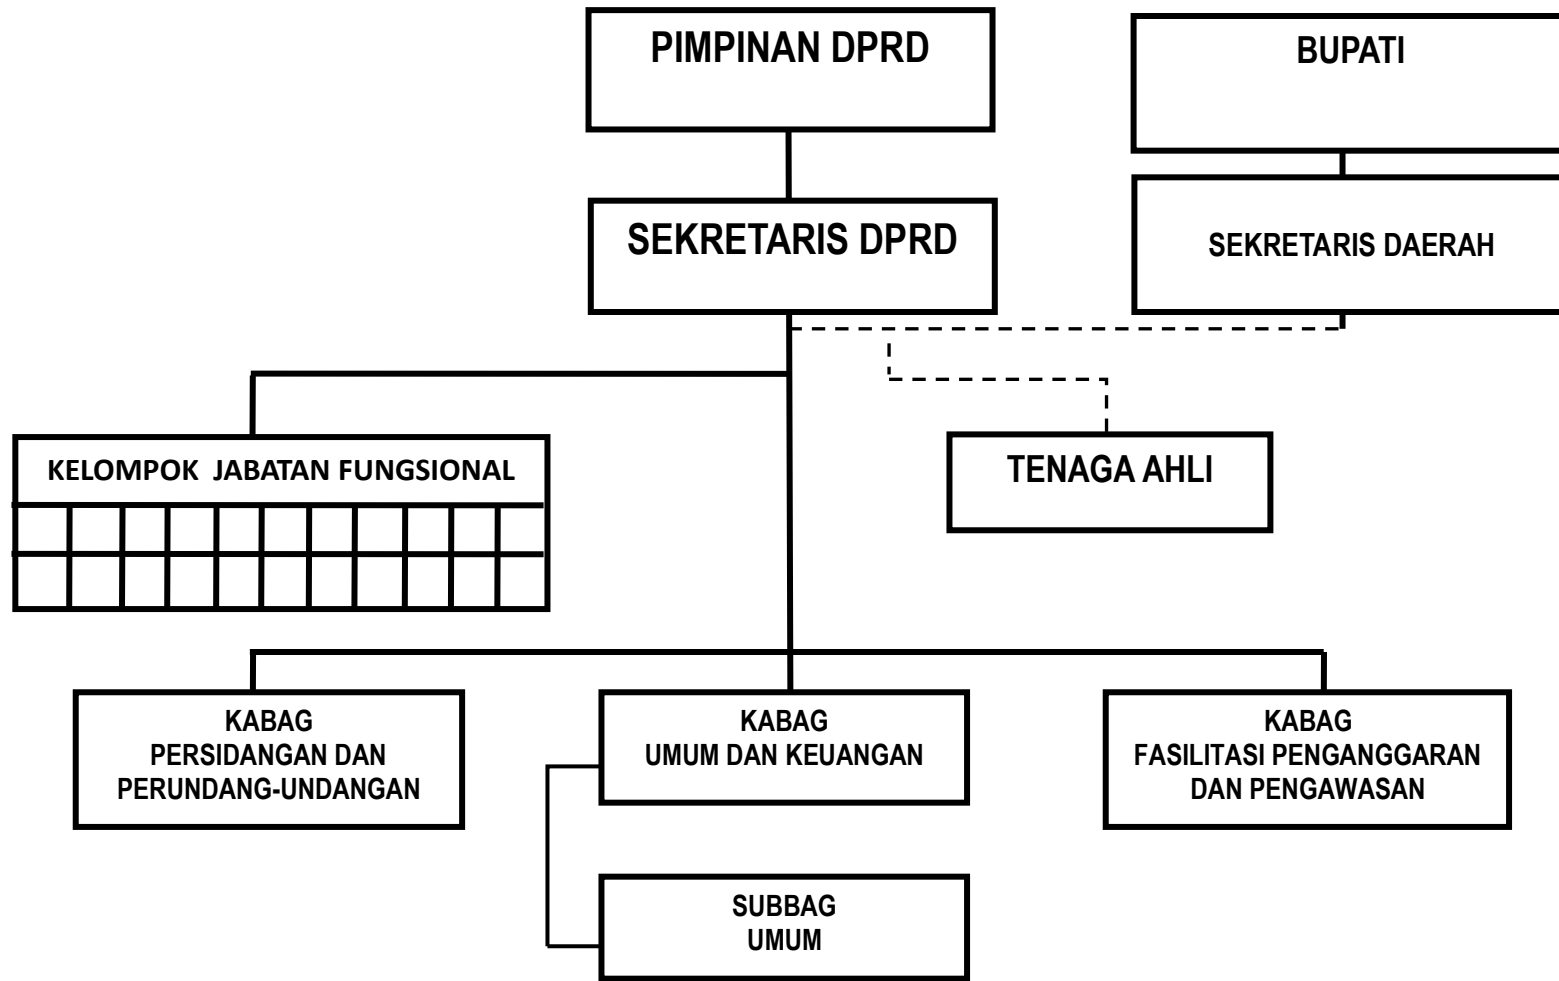 PIMPINAN DPRD
BUPATI
SEKRETARIS DPRD
SEKRETARIS DAERAH
KELOMPOK  JABATAN FUNGSIONAL
TENAGA AHLI
KABAG
PERSIDANGAN DAN
PERUNDANG-UNDANGAN
KABAG
UMUM DAN KEUANGAN
KABAG
FASILITASI PENGANGGARAN
DAN PENGAWASAN
SUBBAG
UMUM